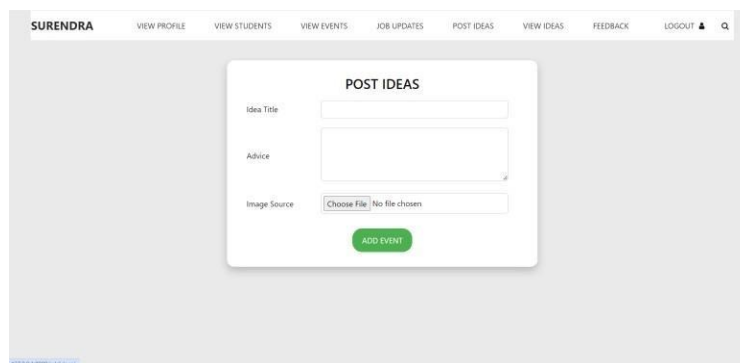 SURENDRA VIEW PROFILE VIEW STUDENTS VIEW EVENTS JOB UPDATES POST IDEAS VIEW IDEAS FEEDBACK LOGOUT
POST IDEAS
Idea Title
Advice
Image Source Choose File No file chosen
ADD EVENT